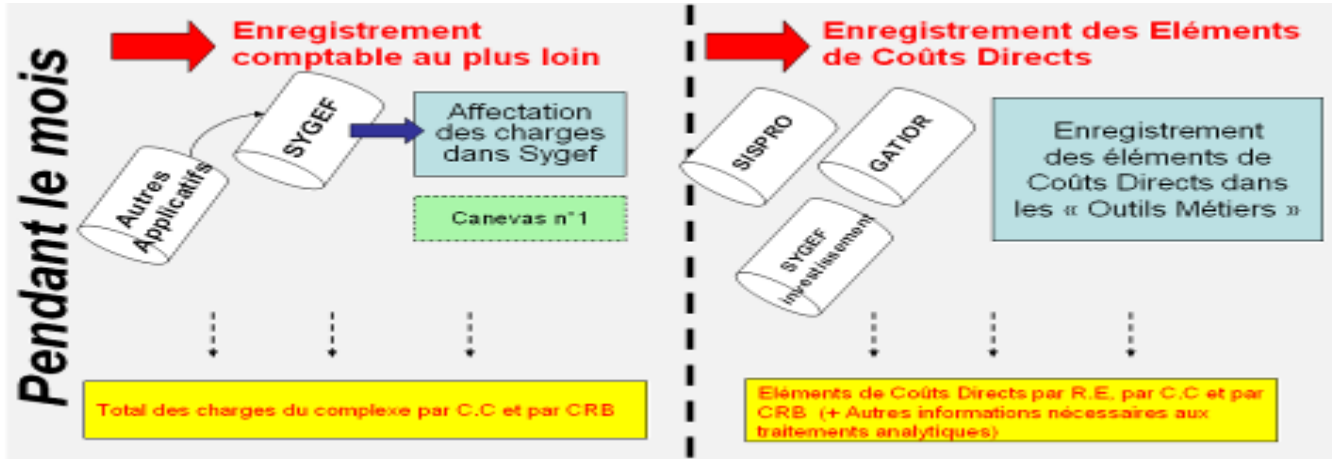 Pendant le mois
Enregistrement
comptable au plus loin
SYGEF
Autres
Applicatifs
Affectation
des charges
dans Sygef
Canevas n°1
Total des charges du complexe par C.C et par CRB
Enregistrement des Eléments
de Coûts Directs
SISPRO
GATIOR
SYGEF
investissement
Enregistrement
des éléments de
Coûts Directs dans
les « Outils Métiers »
Eléments de Coûts Directs par R.E, par C.C et par
CRB (+ Autres informations nécessaires aux
traitements analytiques)